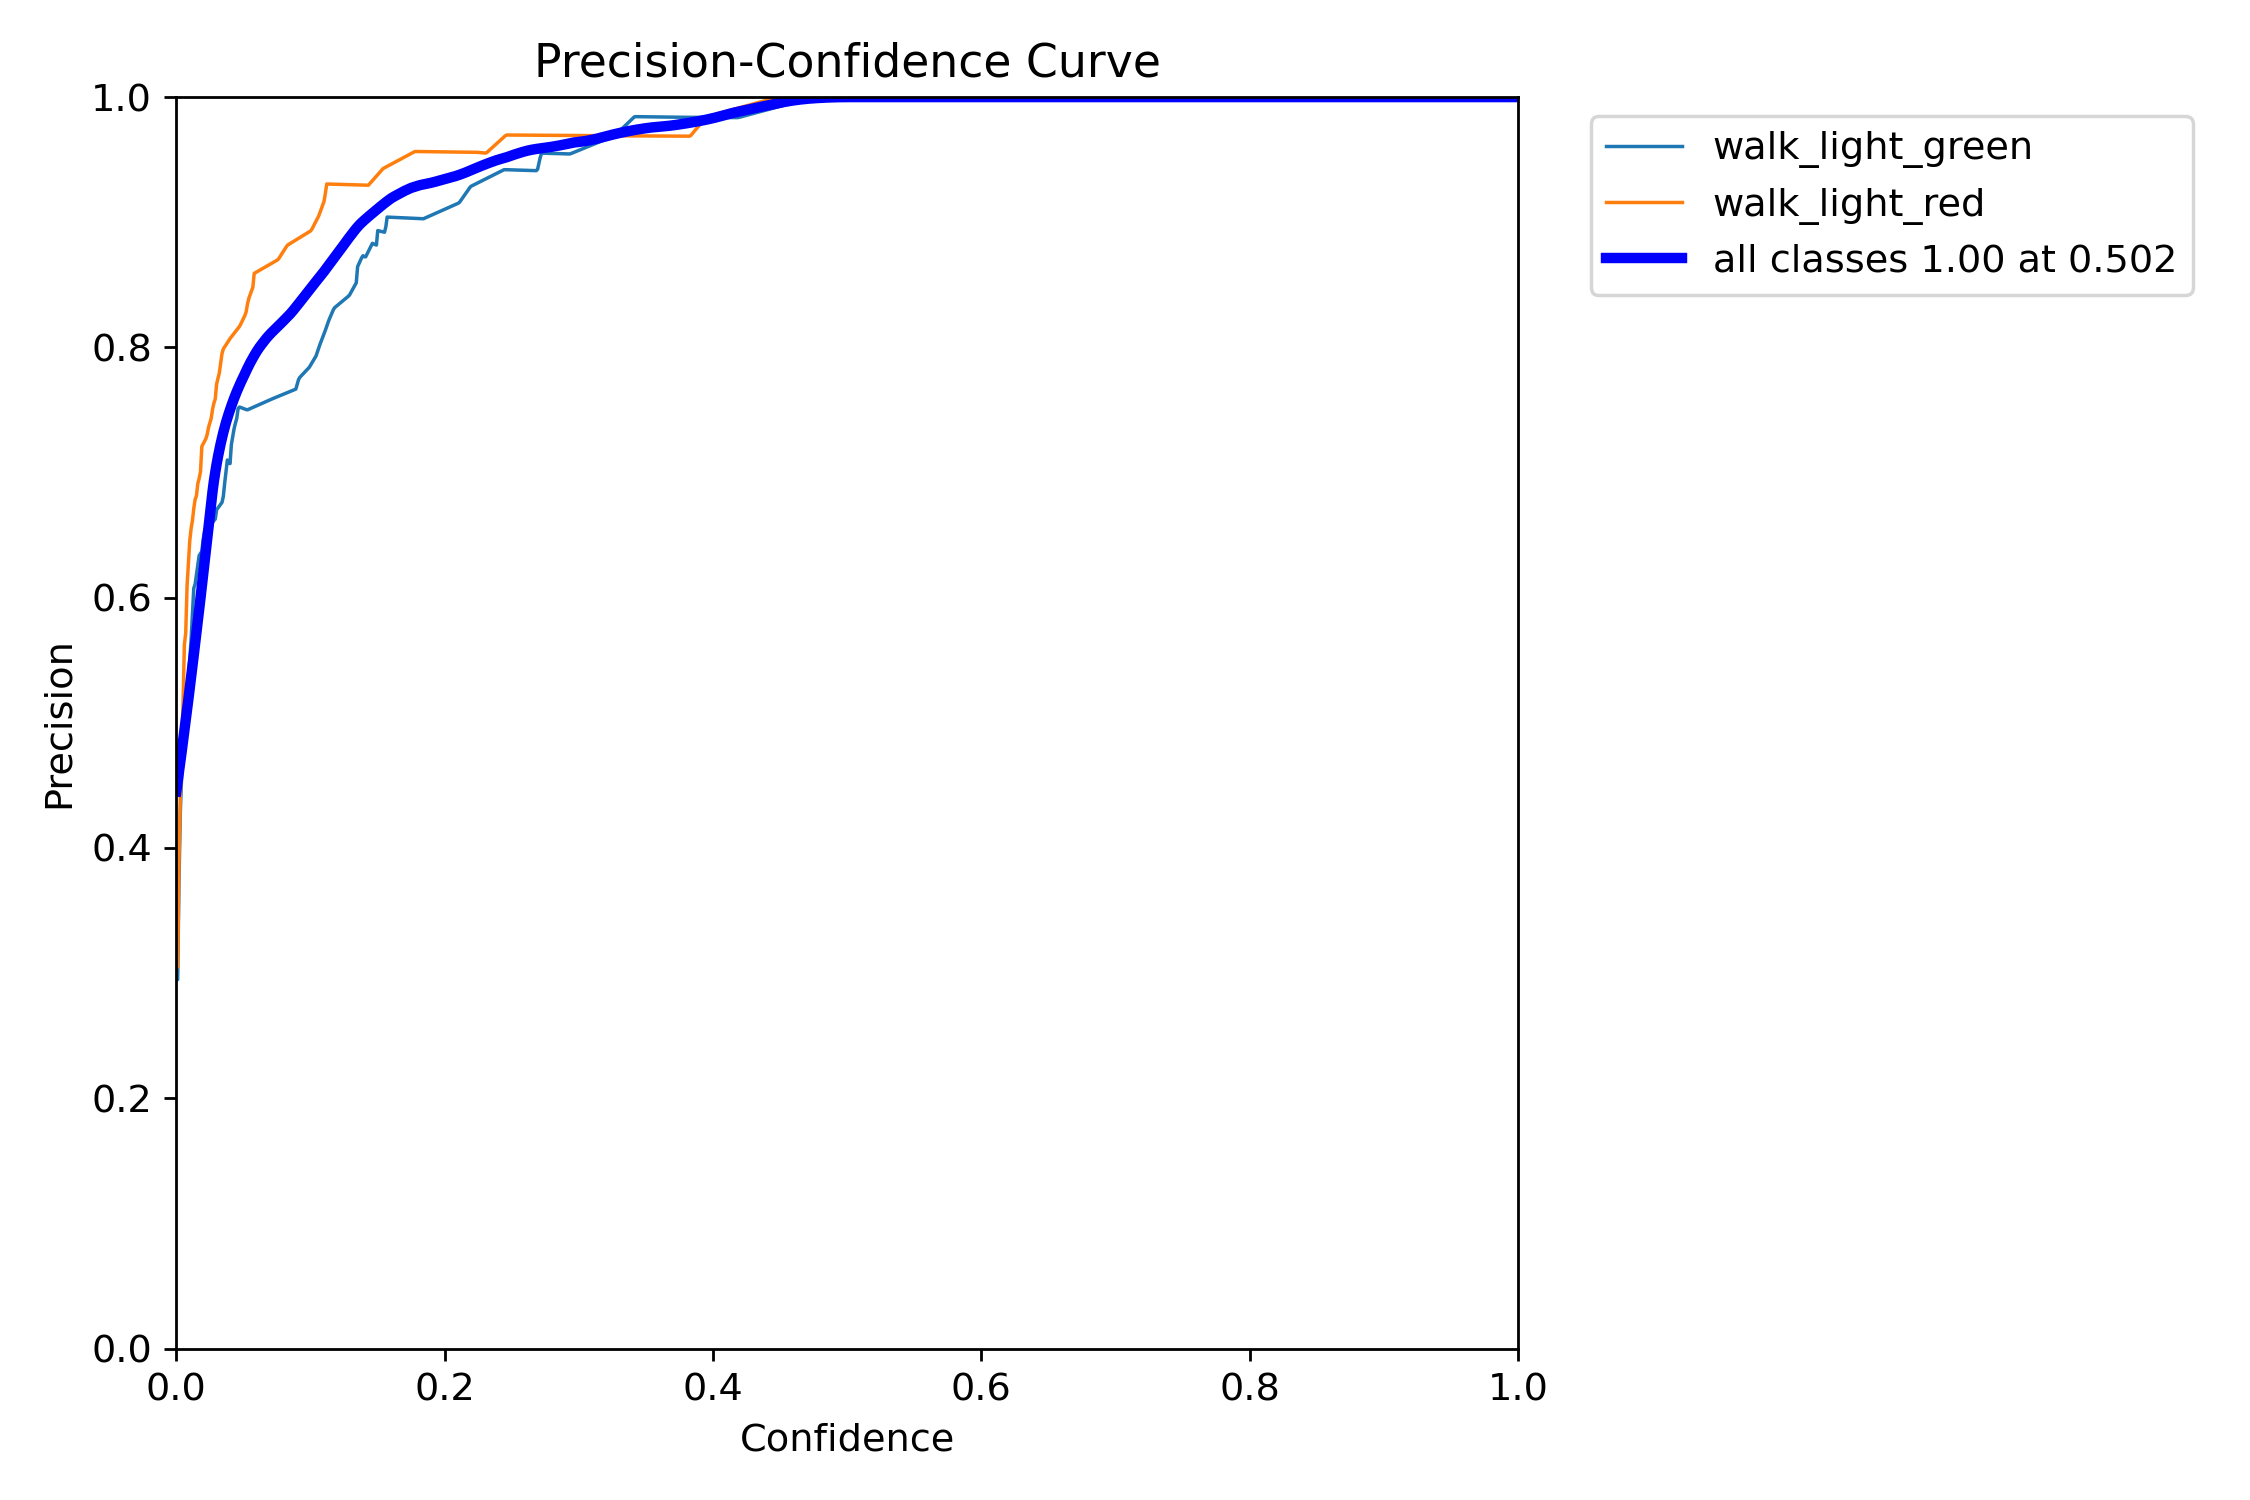 Precision-Confidence Curve
1.0
0.8
0.6
0.4
0.2
0.0
Precision
0.0 0.2 0.4 0.6 0.8 1.0
Confidence
walk_light_green
walk_light_red
all classes 1.00 at 0.502